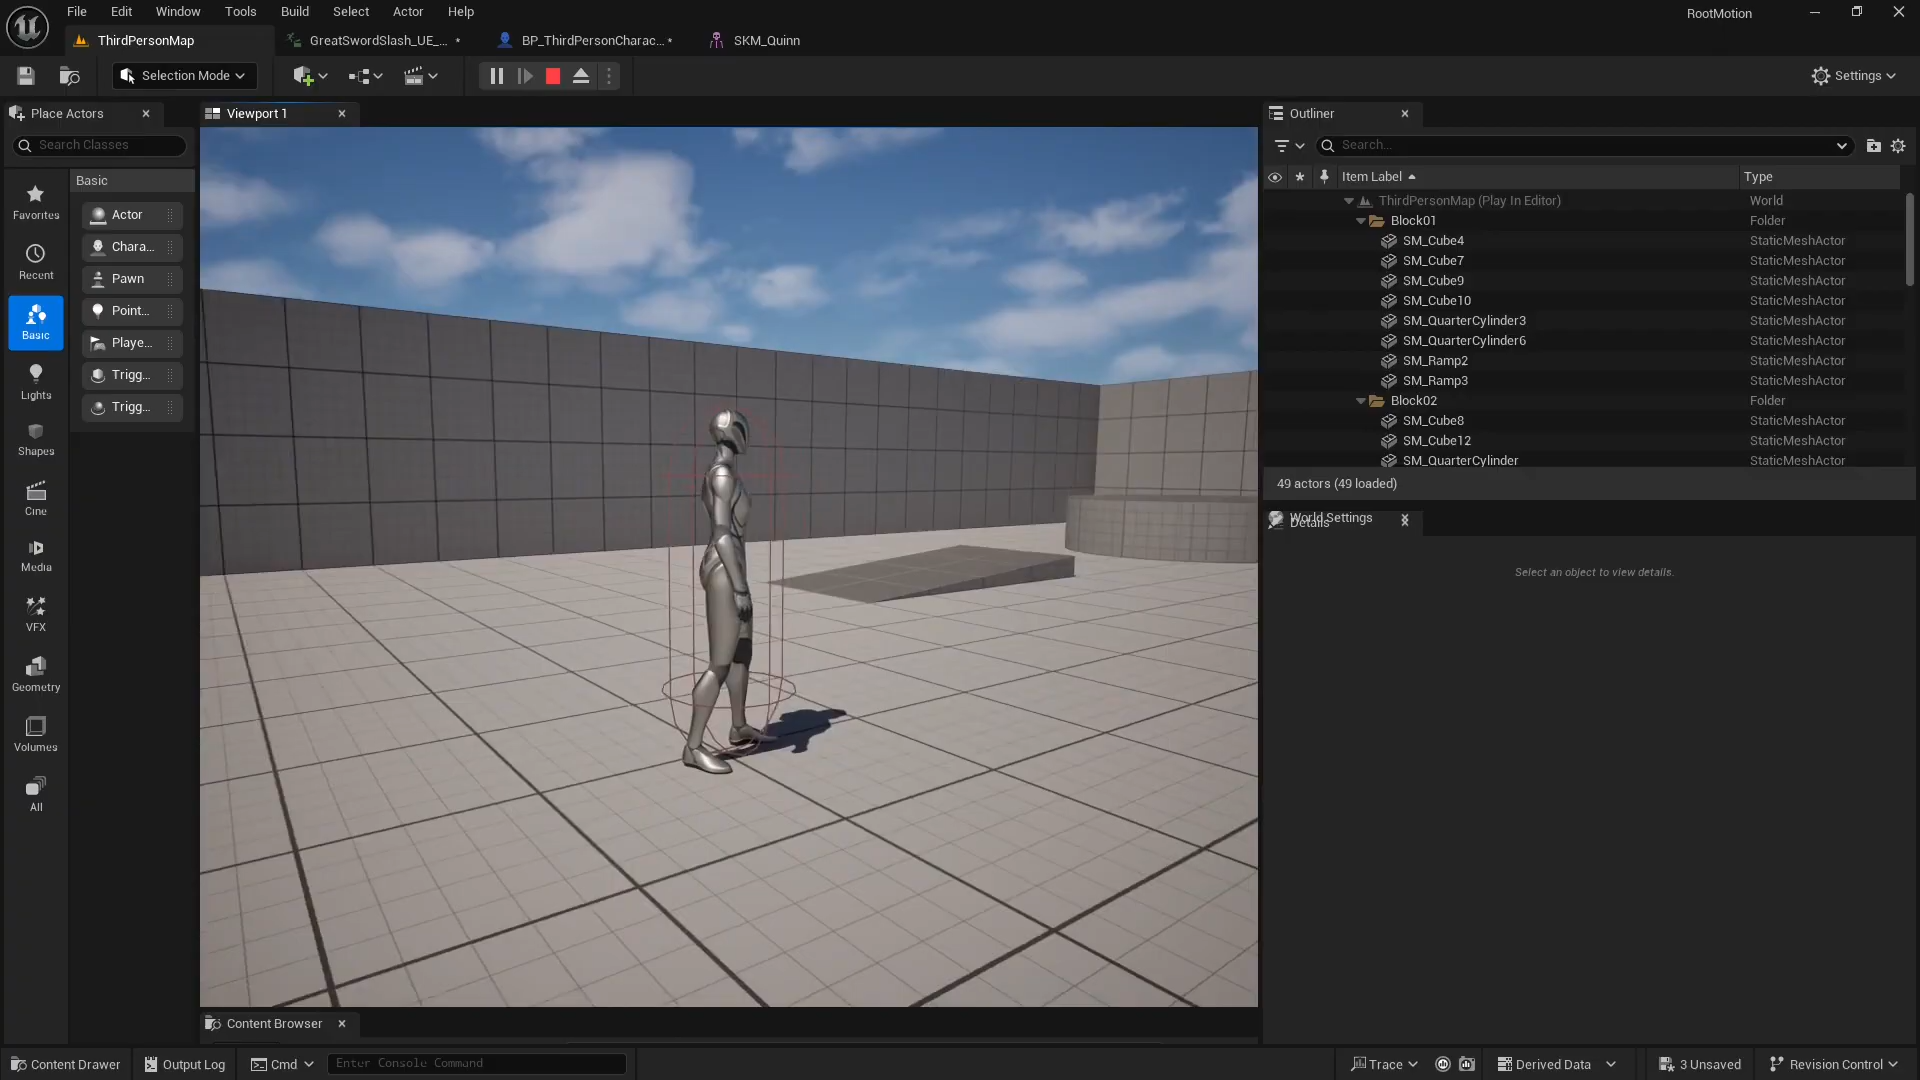 File Edit Window Tools Build Select Actor Help
RootMotion
ThirdPersonMap
GreatSwordSlash_UE_... •
BP_ThirdPersonCharac... •
SKM_Quinn
Selection Mode
Settings
Place Actors
Search Classes
Favorites
Recent
Basic
Lights
Shapes
Cine
Media
VFX
Geometry
Volumes
All
Basic
Actor
Chara...
Pawn
Point...
Playe...
Trigg...
Trigg...
Viewport 1
Outliner
Search...
Item Label Type
ThirdPersonMap (Play In Editor) World
Block01 Folder
SM_Cube4 StaticMeshActor
SM_Cube7 StaticMeshActor
SM_Cube9 StaticMeshActor
SM_Cube10 StaticMeshActor
SM_QuarterCylinder3 StaticMeshActor
SM_QuarterCylinder6 StaticMeshActor
SM_Ramp2 StaticMeshActor
SM_Ramp3 StaticMeshActor
Block02 Folder
SM_Cube8 StaticMeshActor
SM_Cube12 StaticMeshActor
SM_QuarterCylinder StaticMeshActor
49 actors (49 loaded)
World Settings
Details
Select an object to view details.
Content Browser
Content Drawer
Output Log
Cmd
Enter Console Command
Trace
Derived Data
3 Unsaved
Revision Control